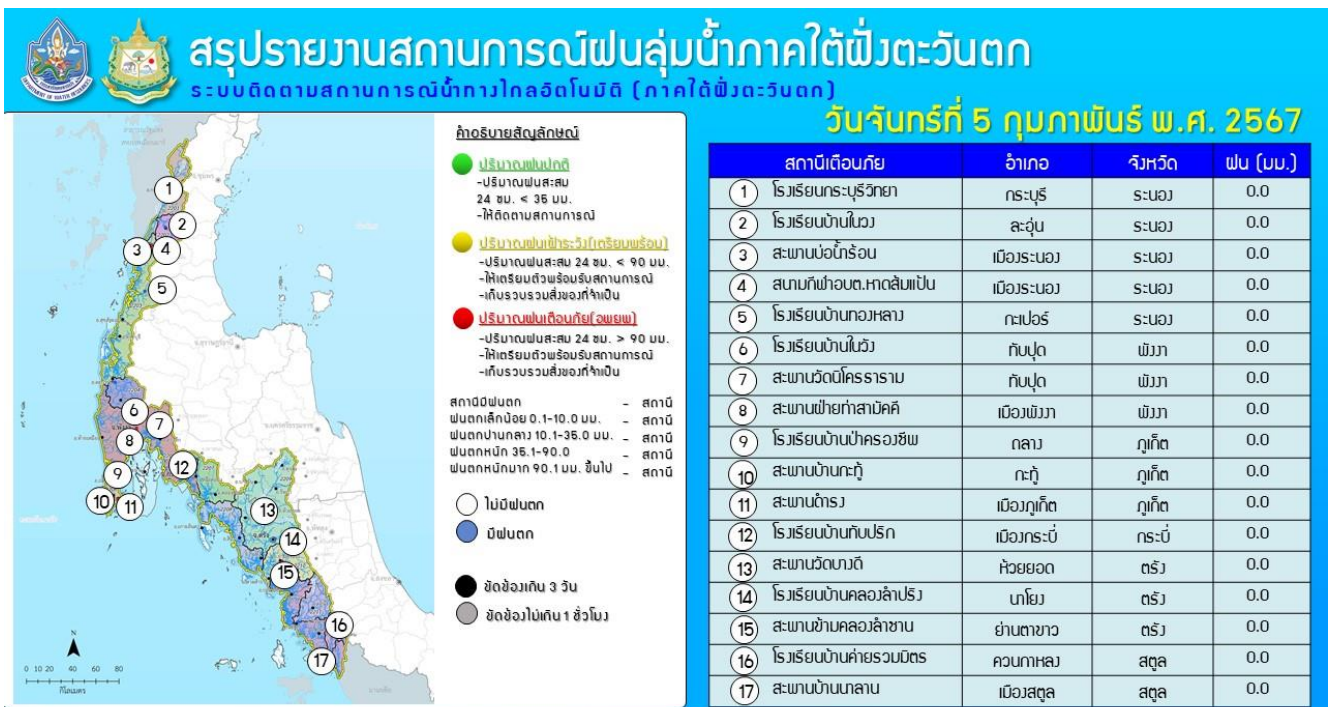 สรุปรายงานสถานการณ์ฝนลุ่มน้ำภาคใต้ฝั่งตะวันตก
ระบบติดตามสถานการณ์น้ำทางไกลอัตโนมัติ (ภาคใต้ฝั่งตะวันตก)
วันจันทร์ที่ 5 กุมภาพันธ์ พ.ศ. 2567
1
2
3
4
5
6
7
8
9
10
11
12
13
14
15
16
17
N
0 10 20 40 60 80
กิโลเมตร
คำอธิบายสัญลักษณ์
ปริมาณฝนปกติ
-ปริมาณฝนสะสม
24 ชม. < 35 มม.
-ให้ติดตามสถานการณ์
ปริมาณฝนเฝ้าระวัง(เตรียมพร้อม)
-ปริมาณฝนสะสม 24 ชม. < 90 มม.
-ให้เตรียมตัวพร้อมรับสถานการณ์
-เก็บรวบรวมสิ่งของที่จำเป็น
ปริมาณฝนเตือนภัย(อพยพ)
-ปริมาณฝนสะสม 24 ชม. > 90 มม.
-ให้เตรียมตัวพร้อมรับสถานการณ์
-เก็บรวบรวมสิ่งของที่จำเป็น
สถานีมีฝนตก - สถานี
ฝนตกเล็กน้อย 0.1-10.0 มม. - สถานี
ฝนตกปานกลาง 10.1-35.0 มม. - สถานี
ฝนตกหนัก 35.1-90.0 - สถานี
ฝนตกหนักมาก 90.1 มม. ขึ้นไป - สถานี
ไม่มีฝนตก
มีฝนตก
ขัดข้องเกิน 3 วัน
ขัดข้องไม่เกิน 1 ชั่วโมง
สถานีเตือนภัย อำเภอ จังหวัด ฝน (มม.)
1 โรงเรียนกระบุรีวิทยา กระบุรี ระนอง 0.0
2 โรงเรียนบ้านในวง ละอุ่น ระนอง 0.0
3 สะพานบ่อน้ำร้อน เมืองระนอง ระนอง 0.0
4 สนามกีฬาอบต.หาดส้มแป้น เมืองระนอง ระนอง 0.0
5 โรงเรียนบ้านทองหลาง กะเปอร์ ระนอง 0.0
6 โรงเรียนบ้านในวัง ทับปุด พังงา 0.0
7 สะพานวัดนิโครธาราม ทับปุด พังงา 0.0
8 สะพานฝ่ายท่าสามัคคี เมืองพังงา พังงา 0.0
9 โรงเรียนบ้านป่าครองชีพ ถลาง ภูเก็ต 0.0
10 สะพานบ้านกะทู้ กะทู้ ภูเก็ต 0.0
11 สะพานดำรง เมืองภูเก็ต ภูเก็ต 0.0
12 โรงเรียนบ้านทับปริก เมืองกระบี่ กระบี่ 0.0
13 สะพานวัดบางดี ห้วยยอด ตรัง 0.0
14 โรงเรียนบ้านคลองลำปริง นาโยง ตรัง 0.0
15 สะพานข้ามคลองลำชาน ย่านตาขาว ตรัง 0.0
16 โรงเรียนบ้านค่ายรวมมิตร ควนกาหลง สตูล 0.0
17 สะพานบ้านนาลาน เมืองสตูล สตูล 0.0